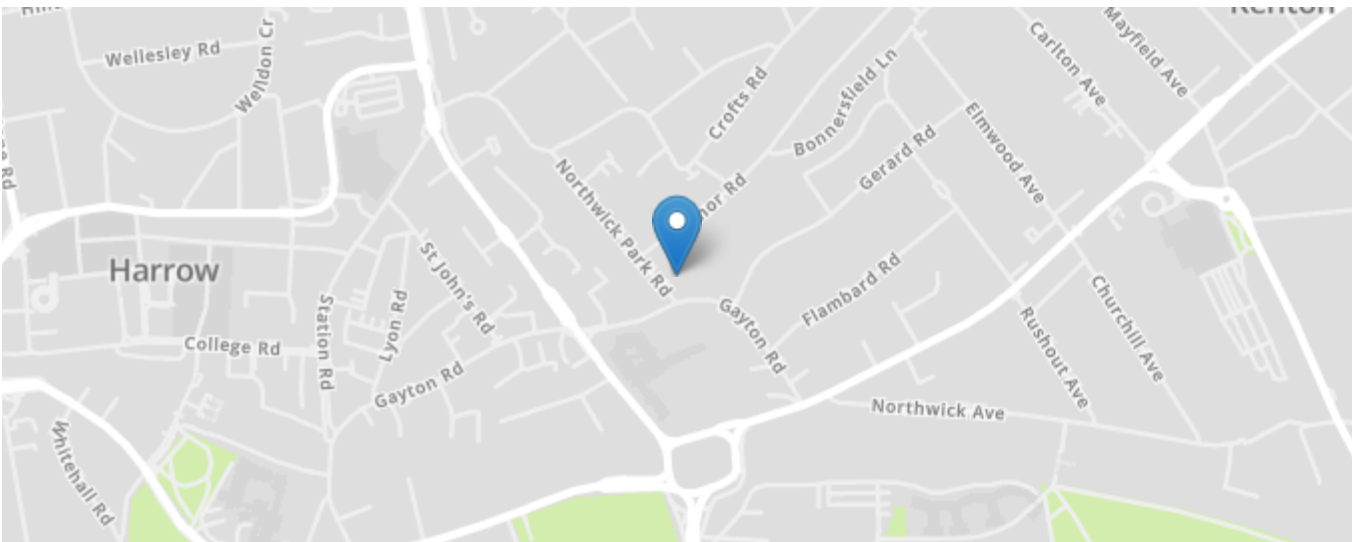 Kenton
Wellesley Rd
Welldon Cr
Carlton Ave
Mayfield Ave
Crofts Rd
Bonnersfield Ln
Elmwood Ave
Gerard Rd
Northwick Park Rd
nor Rd
Harrow
St John's Rd
Station Rd
Lyon Rd
College Rd
Gayton Rd
Gayton Rd
Flambard Rd
Churchill Ave
Rushout Ave
Northwick Ave
Whitehall Rd